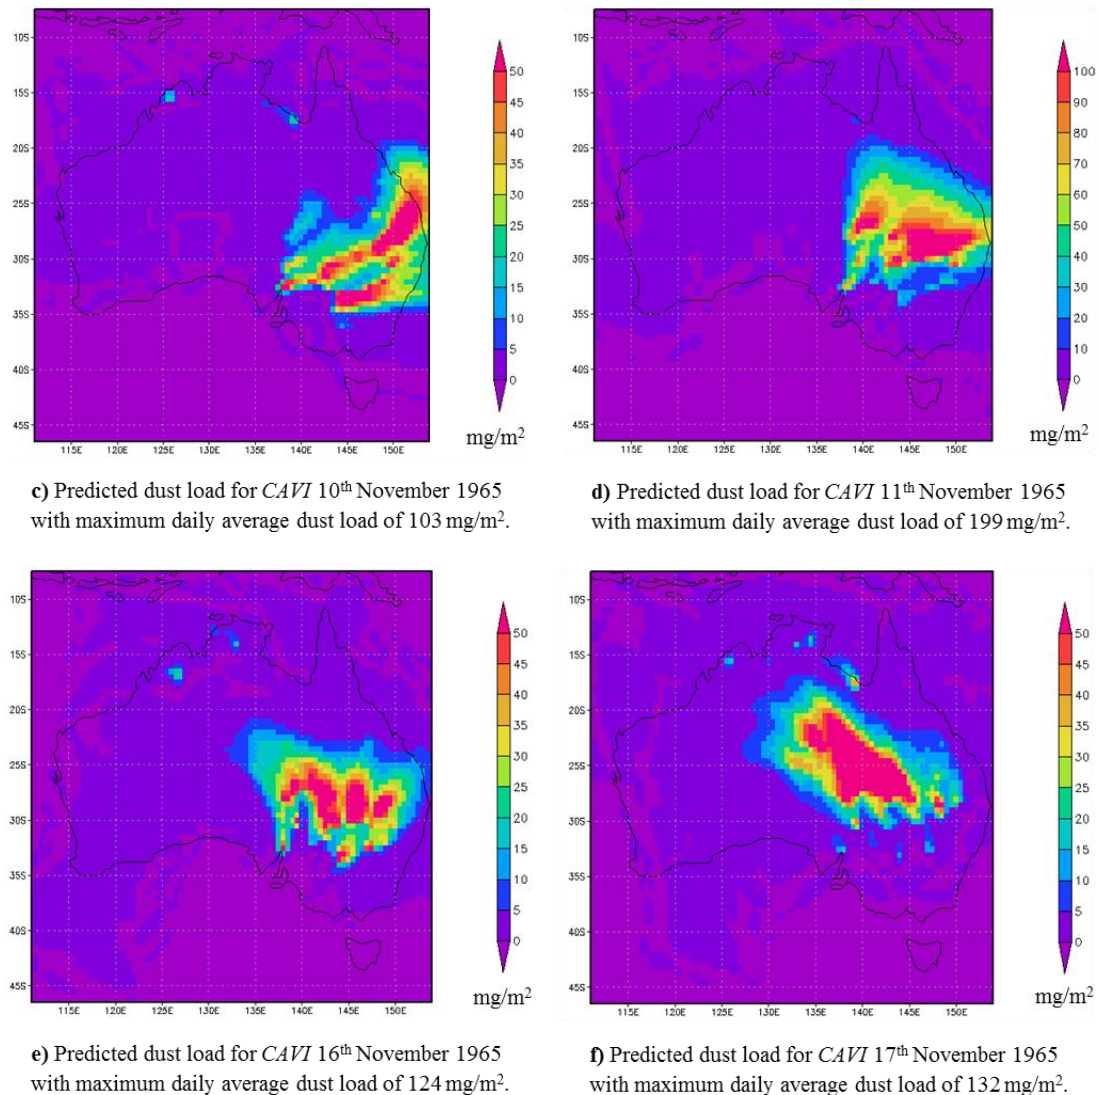 10S
15S
20S
25S
30S
35S
40S
45S
115E 120E 125E 130E 135E 140E 145E 150E
50
45
40
35
30
25
20
15
10
5
0
mg/m²
10S
15S
20S
25S
30S
35S
40S
45S
115E 120E 125E 130E 135E 140E 145E 150E
100
90
80
70
60
50
40
30
20
10
0
mg/m²
c) Predicted dust load for CAVI 10th November 1965
with maximum daily average dust load of 103 mg/m².
d) Predicted dust load for CAVI 11th November 1965
with maximum daily average dust load of 199 mg/m².
10S
15S
20S
25S
30S
35S
40S
45S
115E 120E 125E 130E 135E 140E 145E 150E
50
45
40
35
30
25
20
15
10
5
0
mg/m²
10S
15S
20S
25S
30S
35S
40S
45S
115E 120E 125E 130E 135E 140E 145E 150E
50
45
40
35
30
25
20
15
10
5
0
mg/m²
e) Predicted dust load for CAVI 16th November 1965
with maximum daily average dust load of 124 mg/m².
f) Predicted dust load for CAVI 17th November 1965
with maximum daily average dust load of 132 mg/m².